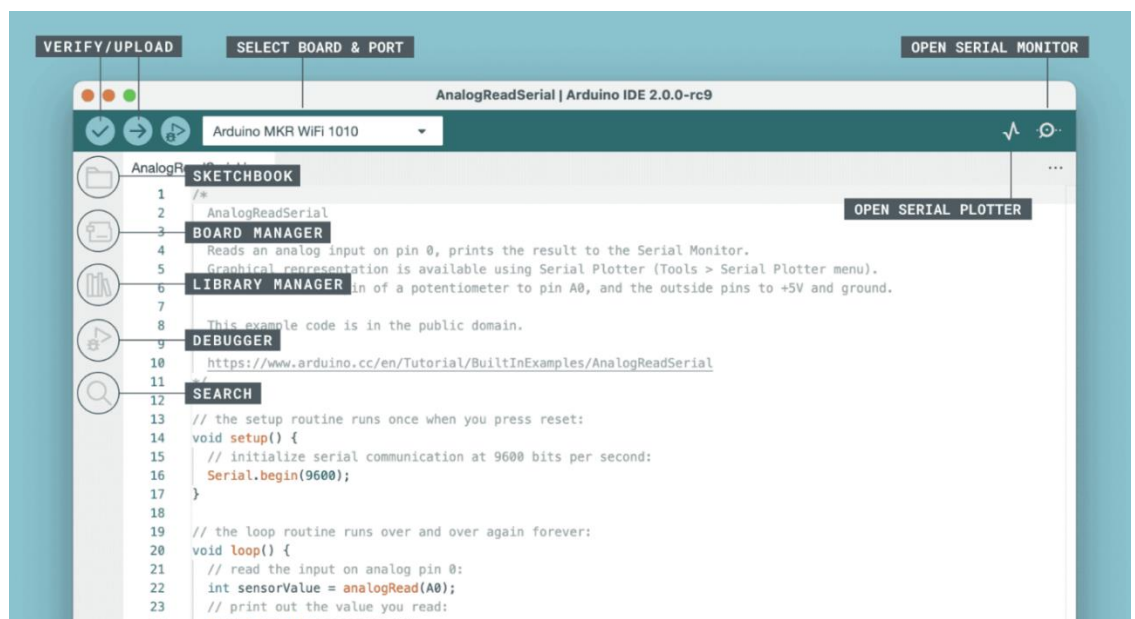 VERIFY/UPLOAD
SELECT BOARD & PORT
OPEN SERIAL MONITOR
AnalogReadSerial | Arduino IDE 2.0.0-rc9
Arduino MKR WiFi 1010
SKETCHBOOK
OPEN SERIAL PLOTTER
BOARD MANAGER
LIBRARY MANAGER
DEBUGGER
SEARCH
1 /*
2 AnalogReadSerial
3
4 Reads an analog input on pin 0, prints the result to the Serial Monitor.
5 Graphical representation is available using Serial Plotter (Tools > Serial Plotter menu).
6 of a potentiometer to pin A0, and the outside pins to +5V and ground.
7
8 This example code is in the public domain.
9
10 https://www.arduino.cc/en/Tutorial/BuiltInExamples/AnalogReadSerial
11 */
12
13 // the setup routine runs once when you press reset:
14 void setup() {
15 // initialize serial communication at 9600 bits per second:
16 Serial.begin(9600);
17 }
18
19 // the loop routine runs over and over again forever:
20 void loop() {
21 // read the input on analog pin 0:
22 int sensorValue = analogRead(A0);
23 // print out the value you read: